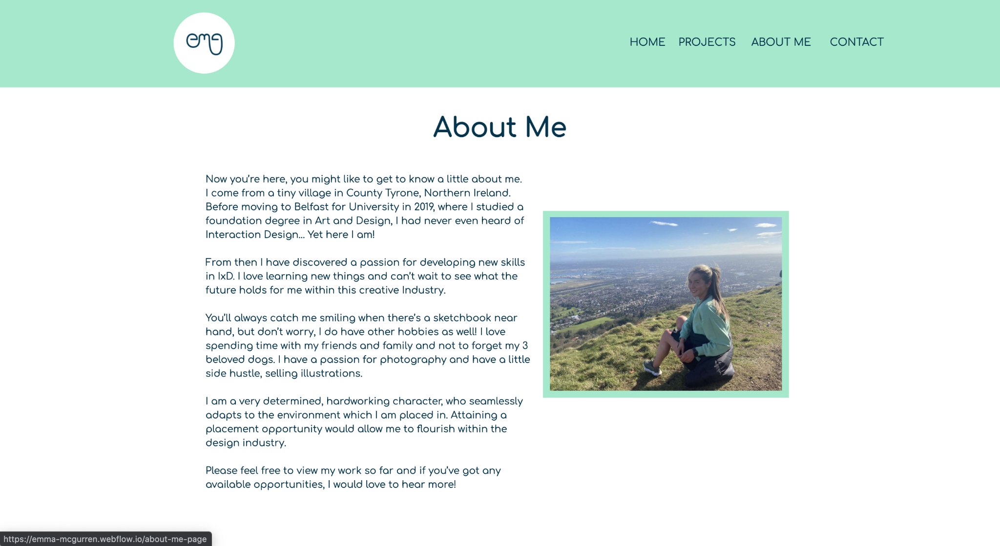 emg
HOME PROJECTS ABOUT ME CONTACT
About Me
Now you’re here, you might like to get to know a little about me.
I come from a tiny village in County Tyrone, Northern Ireland.
Before moving to Belfast for University in 2019, where I studied a
foundation degree in Art and Design, I had never even heard of
Interaction Design... Yet here I am!
From then I have discovered a passion for developing new skills
in IxD. I love learning new things and can’t wait to see what the
future holds for me within this creative Industry.
You’ll always catch me smiling when there’s a sketchbook near
hand, but don’t worry, I do have other hobbies as well! I love
spending time with my friends and family and not to forget my 3
beloved dogs. I have a passion for photography and have a little
side hustle, selling illustrations.
I am a very determined, hardworking character, who seamlessly
adapts to the environment which I am placed in. Attaining a
placement opportunity would allow me to flourish within the
design industry.
Please feel free to view my work so far and if you’ve got any
available opportunities, I would love to hear more!
https://emma-mcgurren.webflow.io/about-me-page